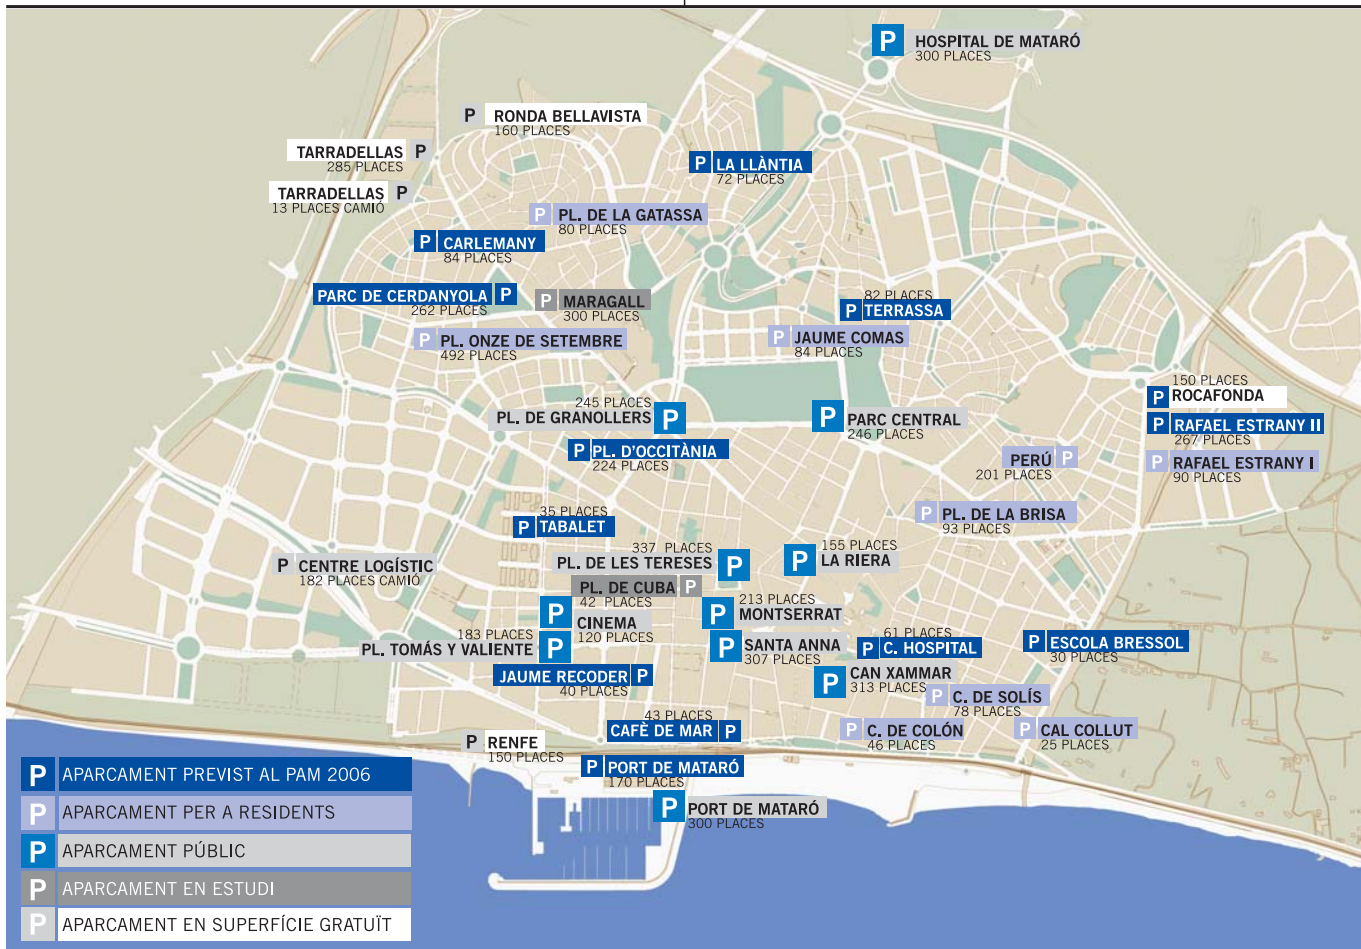 P HOSPITAL DE MATARÓ
300 PLACES
P RONDA BELLAVISTA
160 PLACES
TARRADELLAS P
285 PLACES
P LA LLÀNTIA
72 PLACES
TARRADELLAS P
13 PLACES CAMIÓ
P PL. DE LA GATASSA
80 PLACES
P CARLEMANY
84 PLACES
PARC DE CERDANYOLA P
262 PLACES
P MARAGALL
300 PLACES
82 PLACES
P TERRASSA
P PL. ONZE DE SETEMBRE
492 PLACES
P JAUME COMAS
84 PLACES
150 PLACES
P ROCAFONDA
245 PLACES
PL. DE GRANOLLERS P
P PARC CENTRAL
246 PLACES
P RAFAEL ESTRANY II
267 PLACES
P PL. D'OCCITÀNIA
224 PLACES
PERÚ P
201 PLACES
P RAFAEL ESTRANY I
90 PLACES
35 PLACES
P TABALET
P PL. DE LA BRISA
93 PLACES
337 PLACES
PL. DE LES TERESES P
155 PLACES
P LA RIERA
P CENTRE LOGÍSTIC
182 PLACES CAMIÓ
PL. DE CUBA P
42 PLACES
213 PLACES
P MONTSERRAT
P CINEMA
120 PLACES
183 PLACES
PL. TOMÁS Y VALIENTE P
P SANTA ANNA
307 PLACES
61 PLACES
P C. HOSPITAL
P ESCOLA BRESSOL
30 PLACES
JAUME RECODER P
40 PLACES
P CAN XAMMAR
313 PLACES
P C. DE SOLÍS
78 PLACES
43 PLACES
CAFÈ DE MAR P
P C. DE COLÓN
46 PLACES
P CAL COLLUT
25 PLACES
P RENFE
150 PLACES
P PORT DE MATARÓ
170 PLACES
P PORT DE MATARÓ
300 PLACES
P APARCAMENT PREVIST AL PAM 2006
P APARCAMENT PER A RESIDENTS
P APARCAMENT PÚBLIC
P APARCAMENT EN ESTUDI
P APARCAMENT EN SUPERFÍCIE GRATUÏT